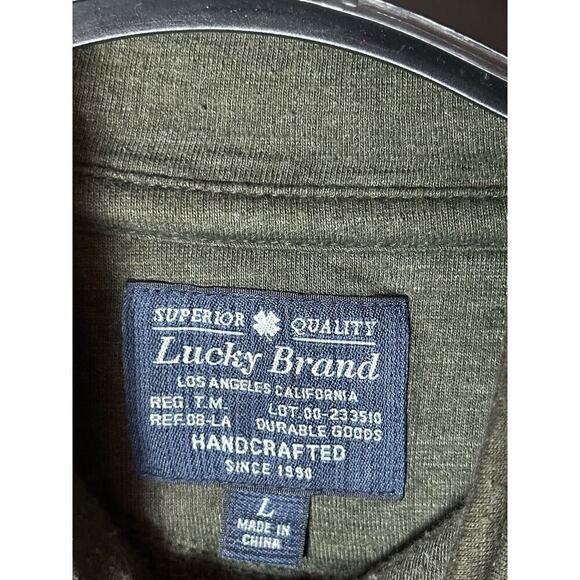 SUPERIOR QUALITY
Lucky Brand
LOS ANGELES CALIFORNIA
REG T.M. LOT.00-233510
REF.08-LA DURABLE GOODS
HANDCRAFTED
SINCE 1990
L
MADE IN
CHINA